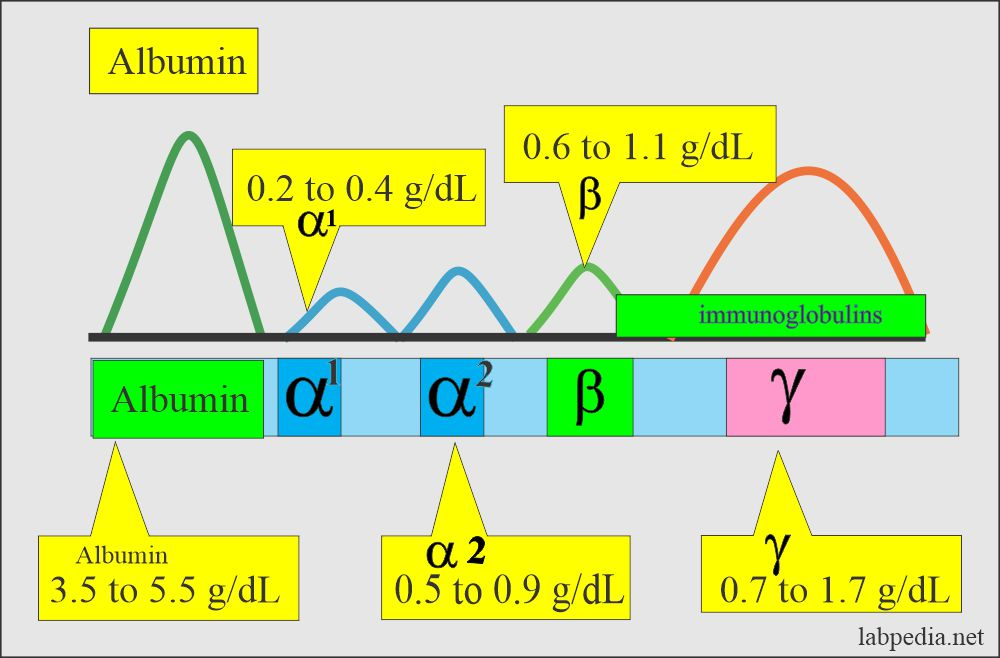 Albumin
0.2 to 0.4 g/dL
α1
0.6 to 1.1 g/dL
β
immunoglobulins
Albumin
α1
α2
β
γ
Albumin
3.5 to 5.5 g/dL
α 2
0.5 to 0.9 g/dL
γ
0.7 to 1.7 g/dL
labpedia.net